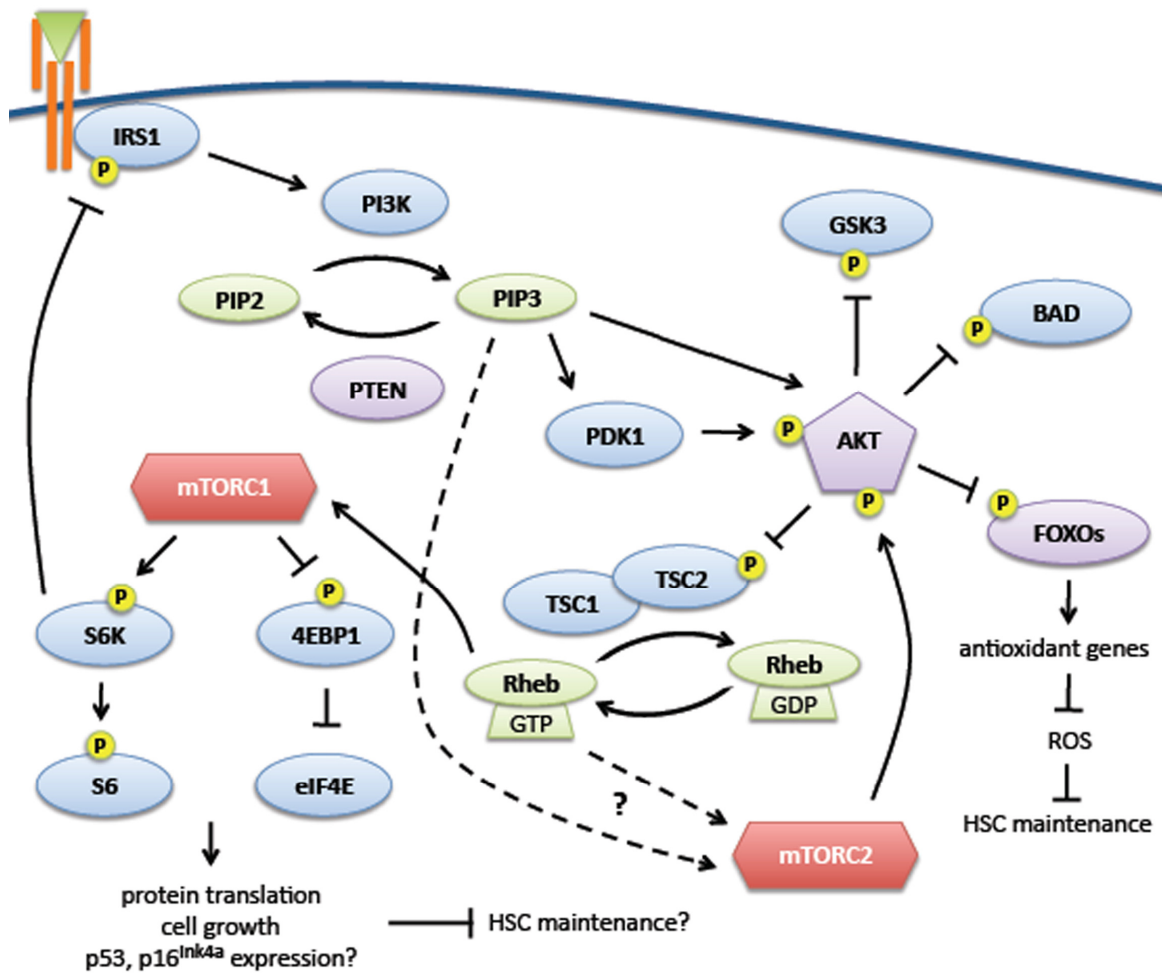 IRS1
P
PI3K
GSK3
P
PIP2
PIP3
BAD
P
PTEN
PDK1
P
AKT
P
mTORC1
P
FOXOs
TSC1
TSC2
P
P
S6K
P
4EBP1
Rheb
GTP
Rheb
GDP
antioxidant genes
P
S6
eIF4E
ROS
?
HSC maintenance
mTORC2
protein translation
cell growth
p53, p16Ink4a expression?
HSC maintenance?